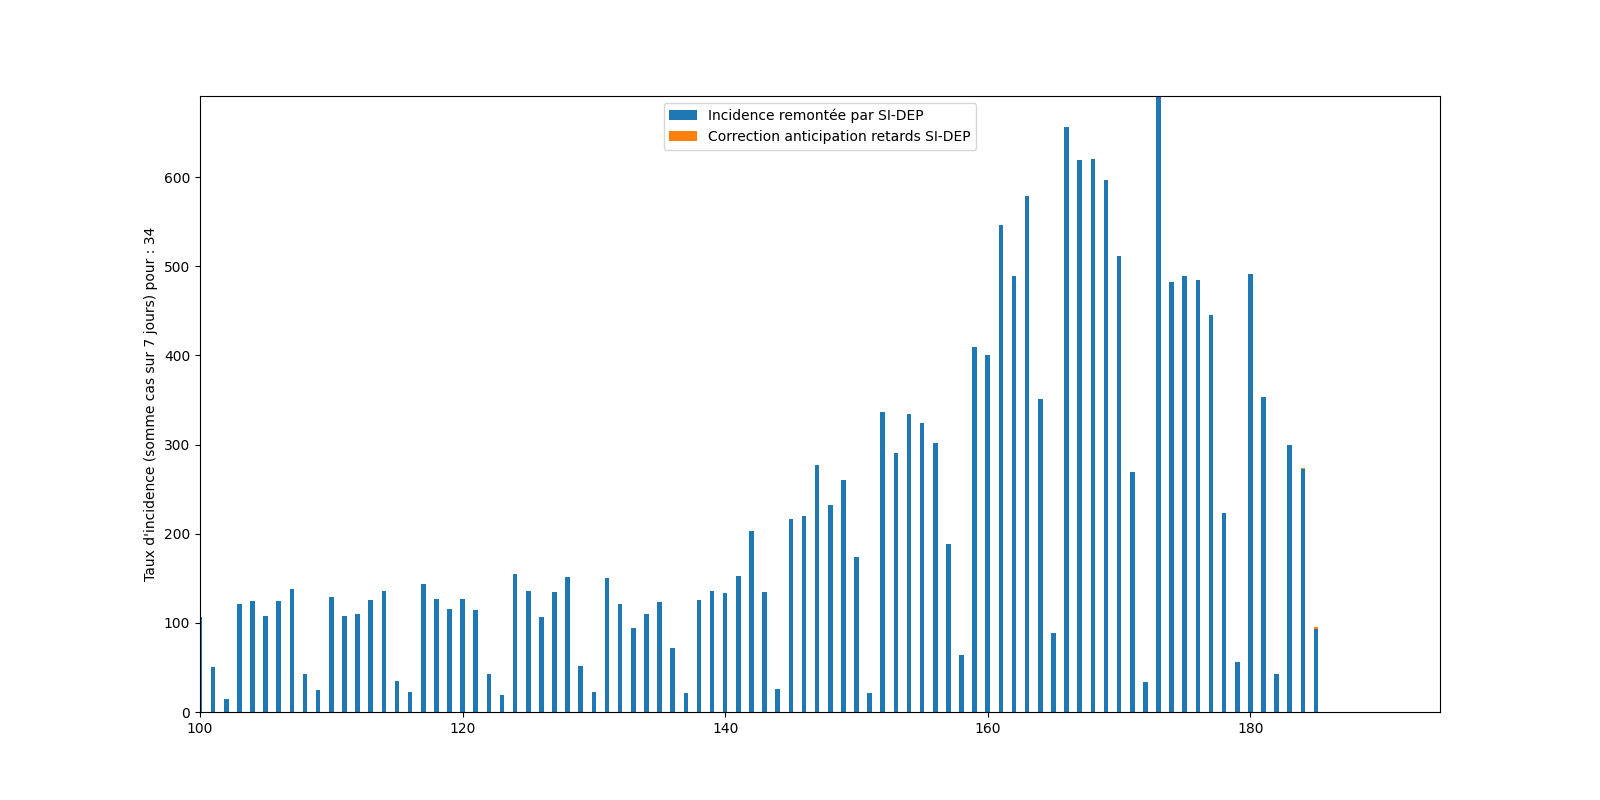 Incidence remontée par SI-DEP
Correction anticipation retards SI-DEP
Taux d'incidence (somme cas sur 7 jours) pour : 34
600
500
400
300
200
100
0
100 120 140 160 180